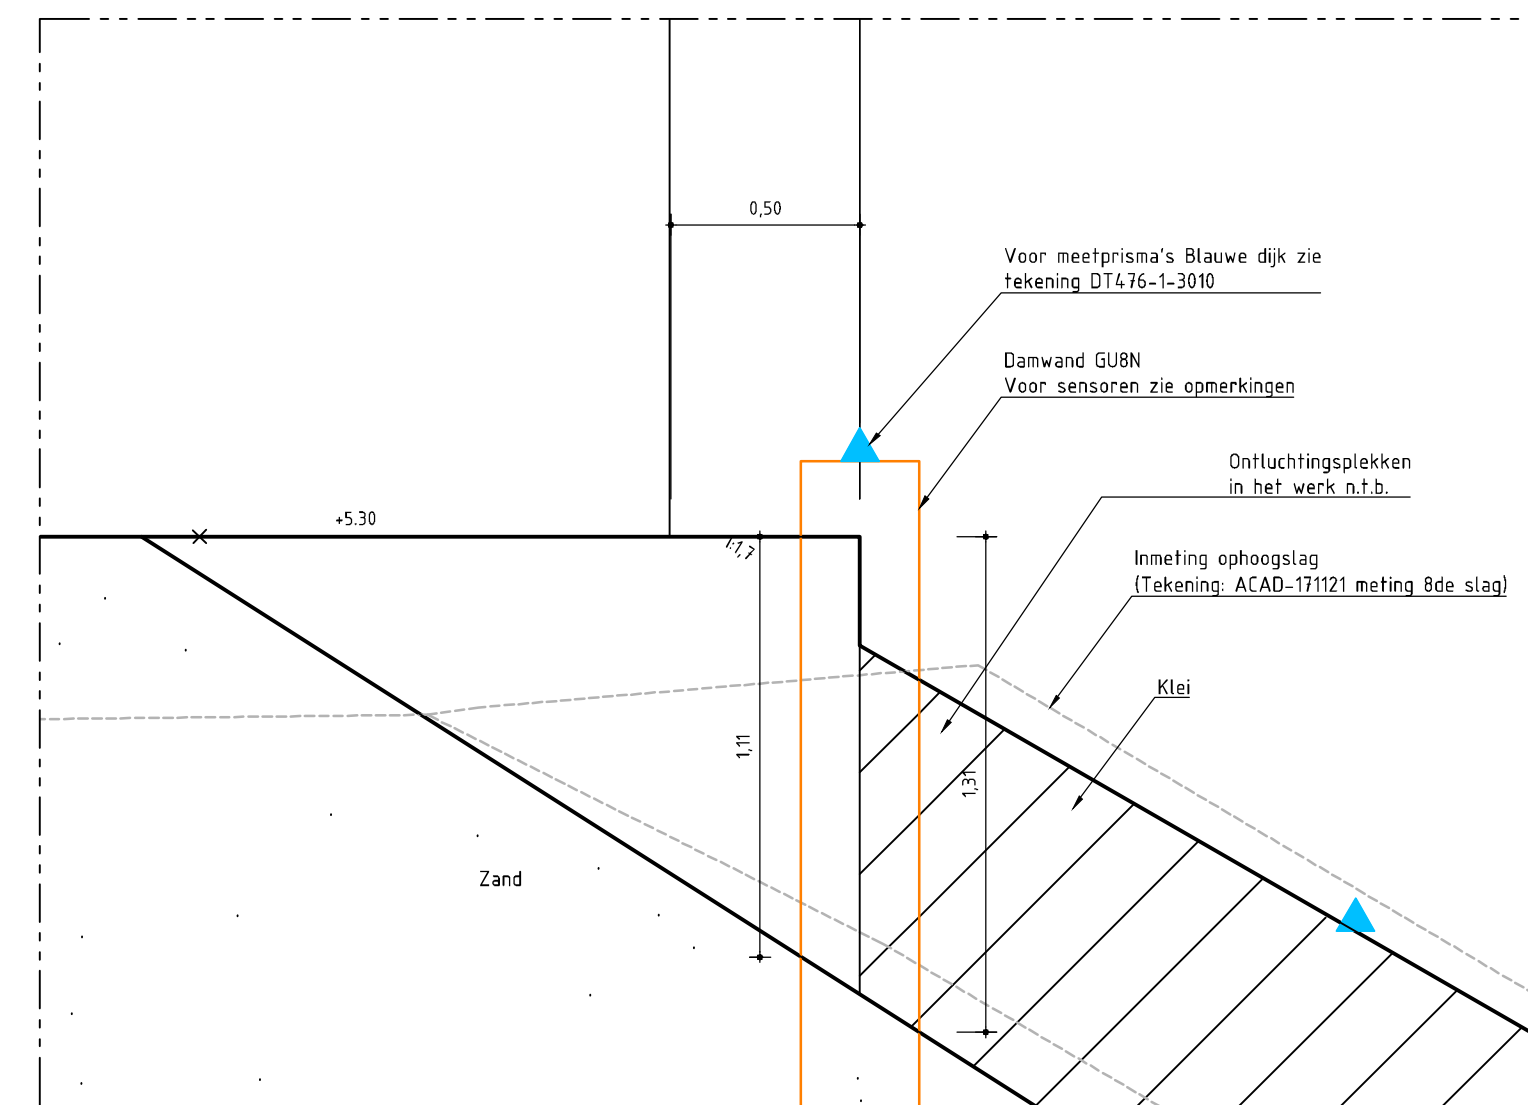 0,50
Voor meetprisma's Blauwe dijk zie
tekening DT476-1-3010
Damwand GU8N
Voor sensoren zie opmerkingen
Ontluchtingsplekken
in het werk n.t.b.
+5.30
1:1,7
Inmeting ophoogslag
(Tekening: ACAD-171121 meting 8de slag)
Klei
1,11
1,31
Zand